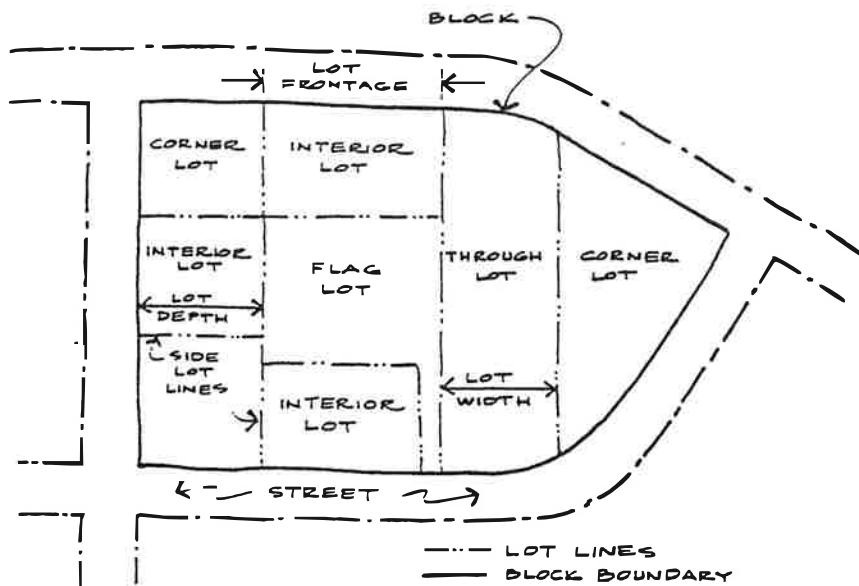 BLOCK
LOT
FRONTAGE
CORNER
LOT
INTERIOR
LOT
INTERIOR
LOT
FLAG
LOT
THROUGH
LOT
CORNER
LOT
LOT
DEPTH
SIDE
LOT
LINES
INTERIOR
LOT
LOT
WIDTH
STREET
LOT LINES
BLOCK BOUNDARY